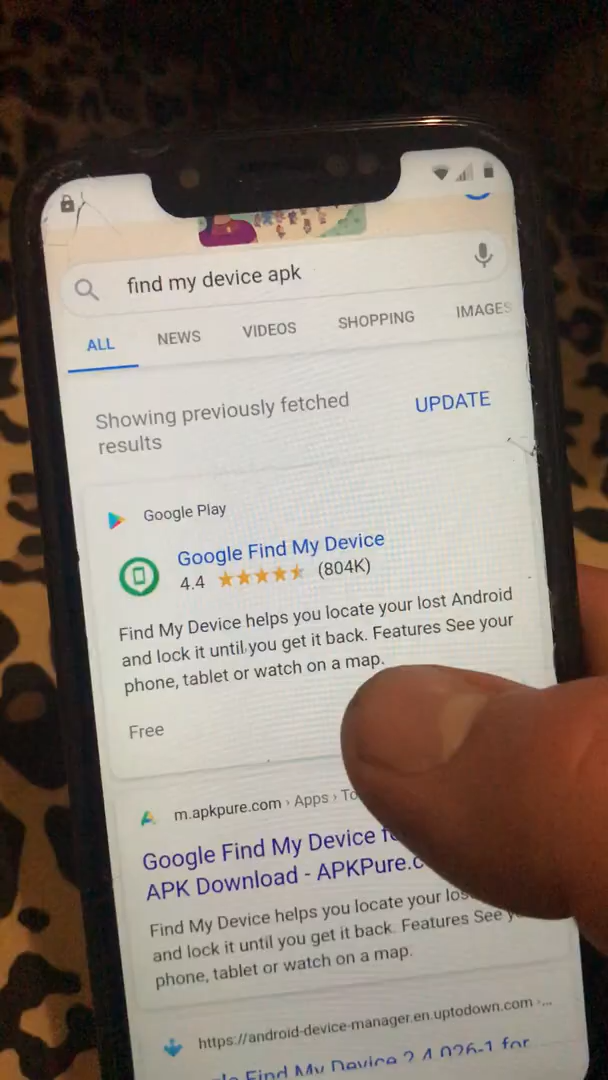 find my device apk
ALL NEWS VIDEOS SHOPPING IMAGES
Showing previously fetched
results
UPDATE
Google Play
Google Find My Device
4.4 (804K)
Find My Device helps you locate your lost Android
and lock it until you get it back. Features See your
phone, tablet or watch on a map.
Free
m.apkpure.com › Apps › To
Google Find My Device f
APK Download - APKPure.c
Find My Device helps you locate your los
and lock it until you get it back. Features See y
phone, tablet or watch on a map.
https://android-device-manager.en.uptodown.com ›...
Find My Device 2.4.026-1 for